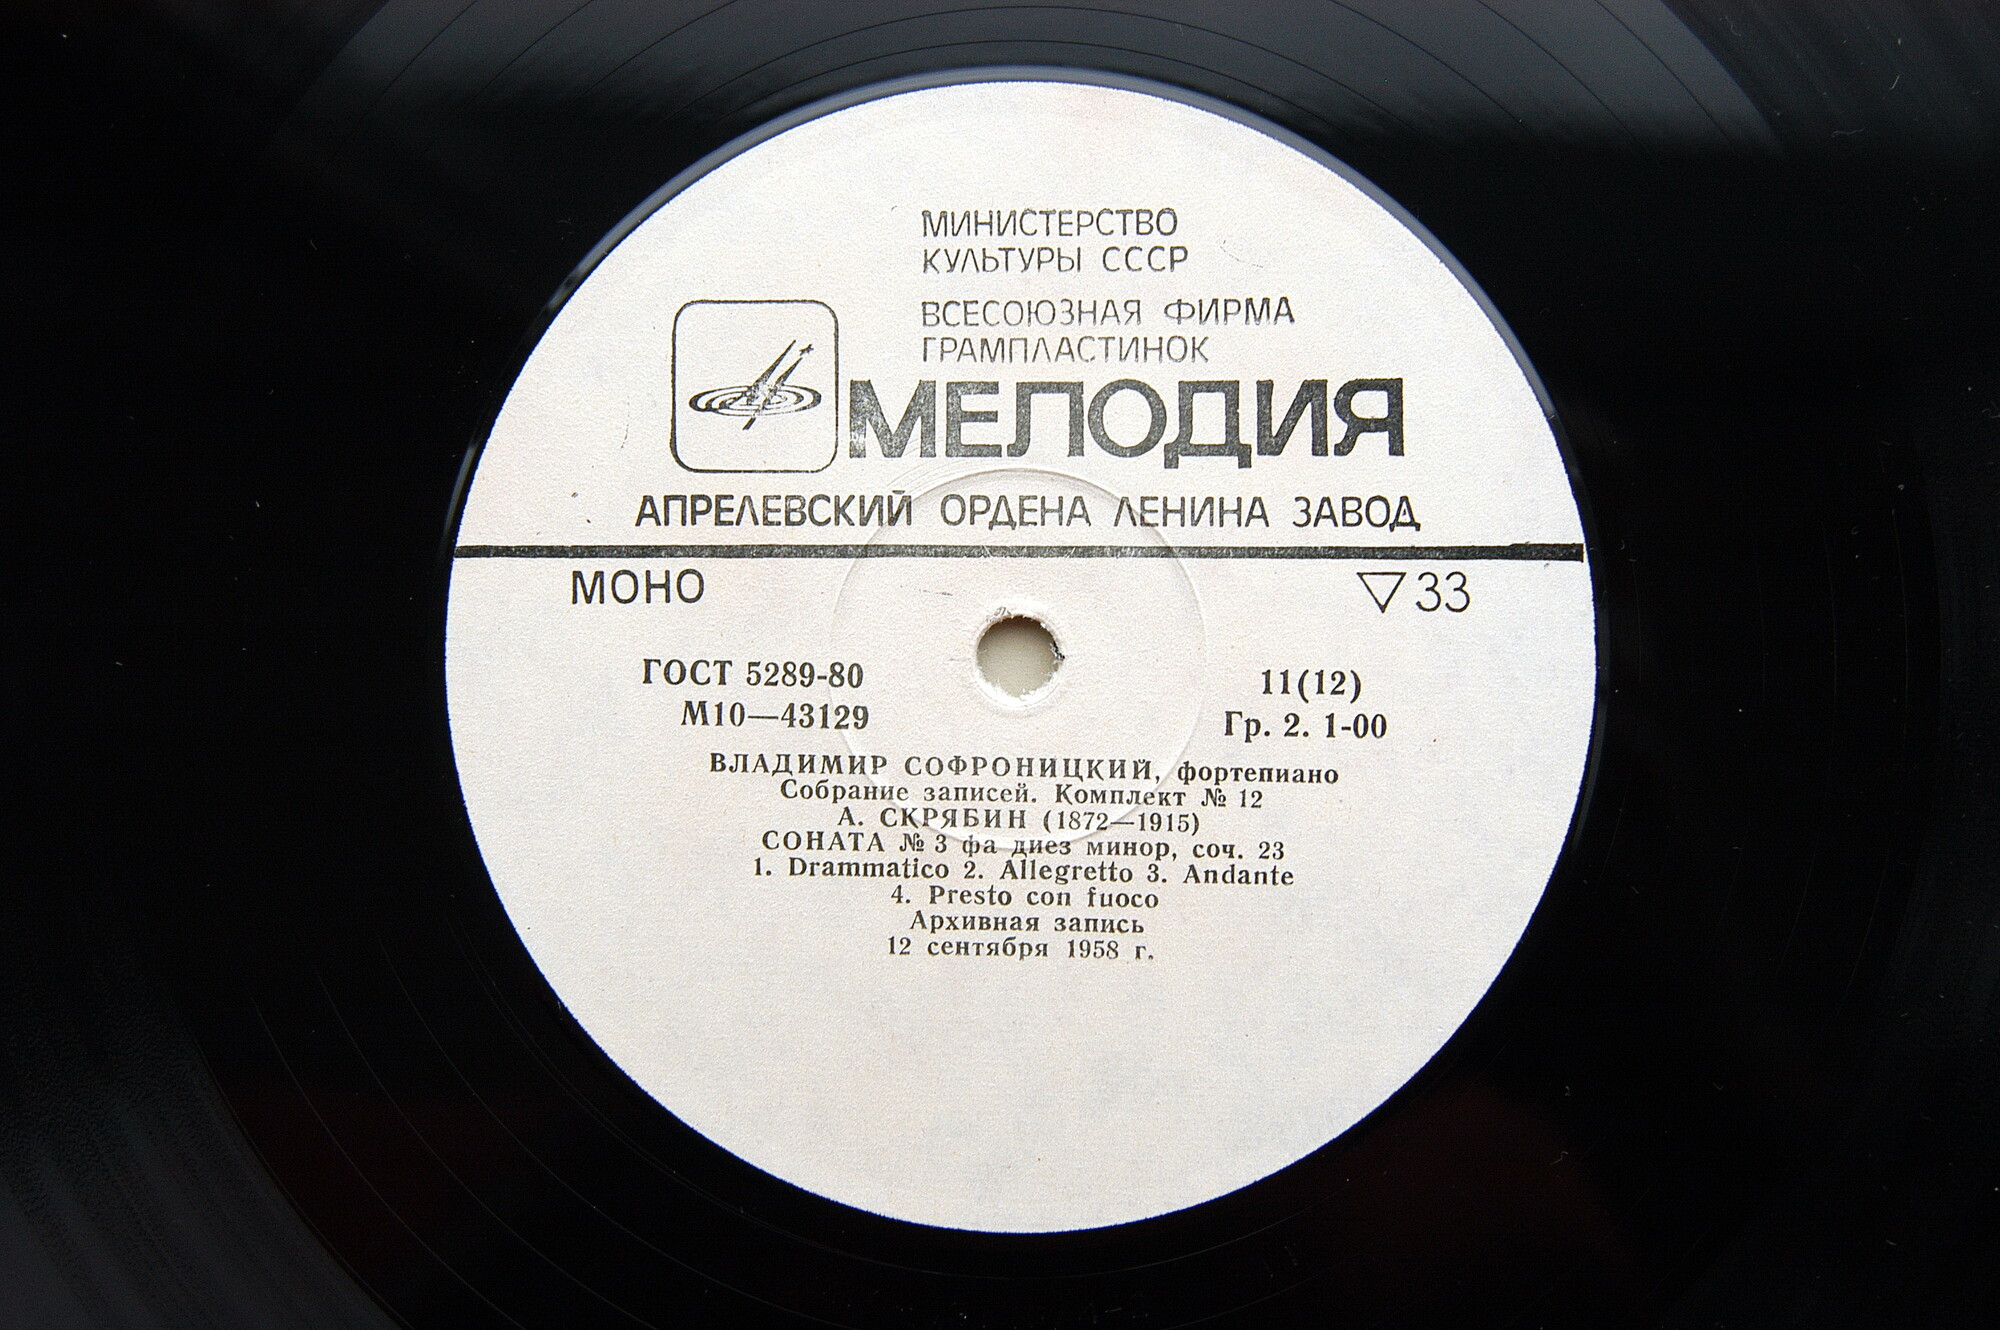 МИНИСТЕРСТВО
КУЛЬТУРЫ СССР
ВСЕСОЮЗНАЯ ФИРМА
ГРАМПЛАСТИНОК
МЕЛОДИЯ
АПРЕЛЕВСКИЙ ОРДЕНА ЛЕНИНА ЗАВОД
МОНО ▽33
ГОСТ 5289-80 11(12)
М10—43129 Гр. 2. 1-00
ВЛАДИМИР СОФРОНИЦКИЙ, фортепиано
Собрание записей. Комплект № 12
А. СКРЯБИН (1872—1915)
СОНАТА № 3 фа диез минор, соч. 23
1. Drammatico 2. Allegretto 3. Andante
4. Presto con fuoco
Архивная запись
12 сентября 1958 г.